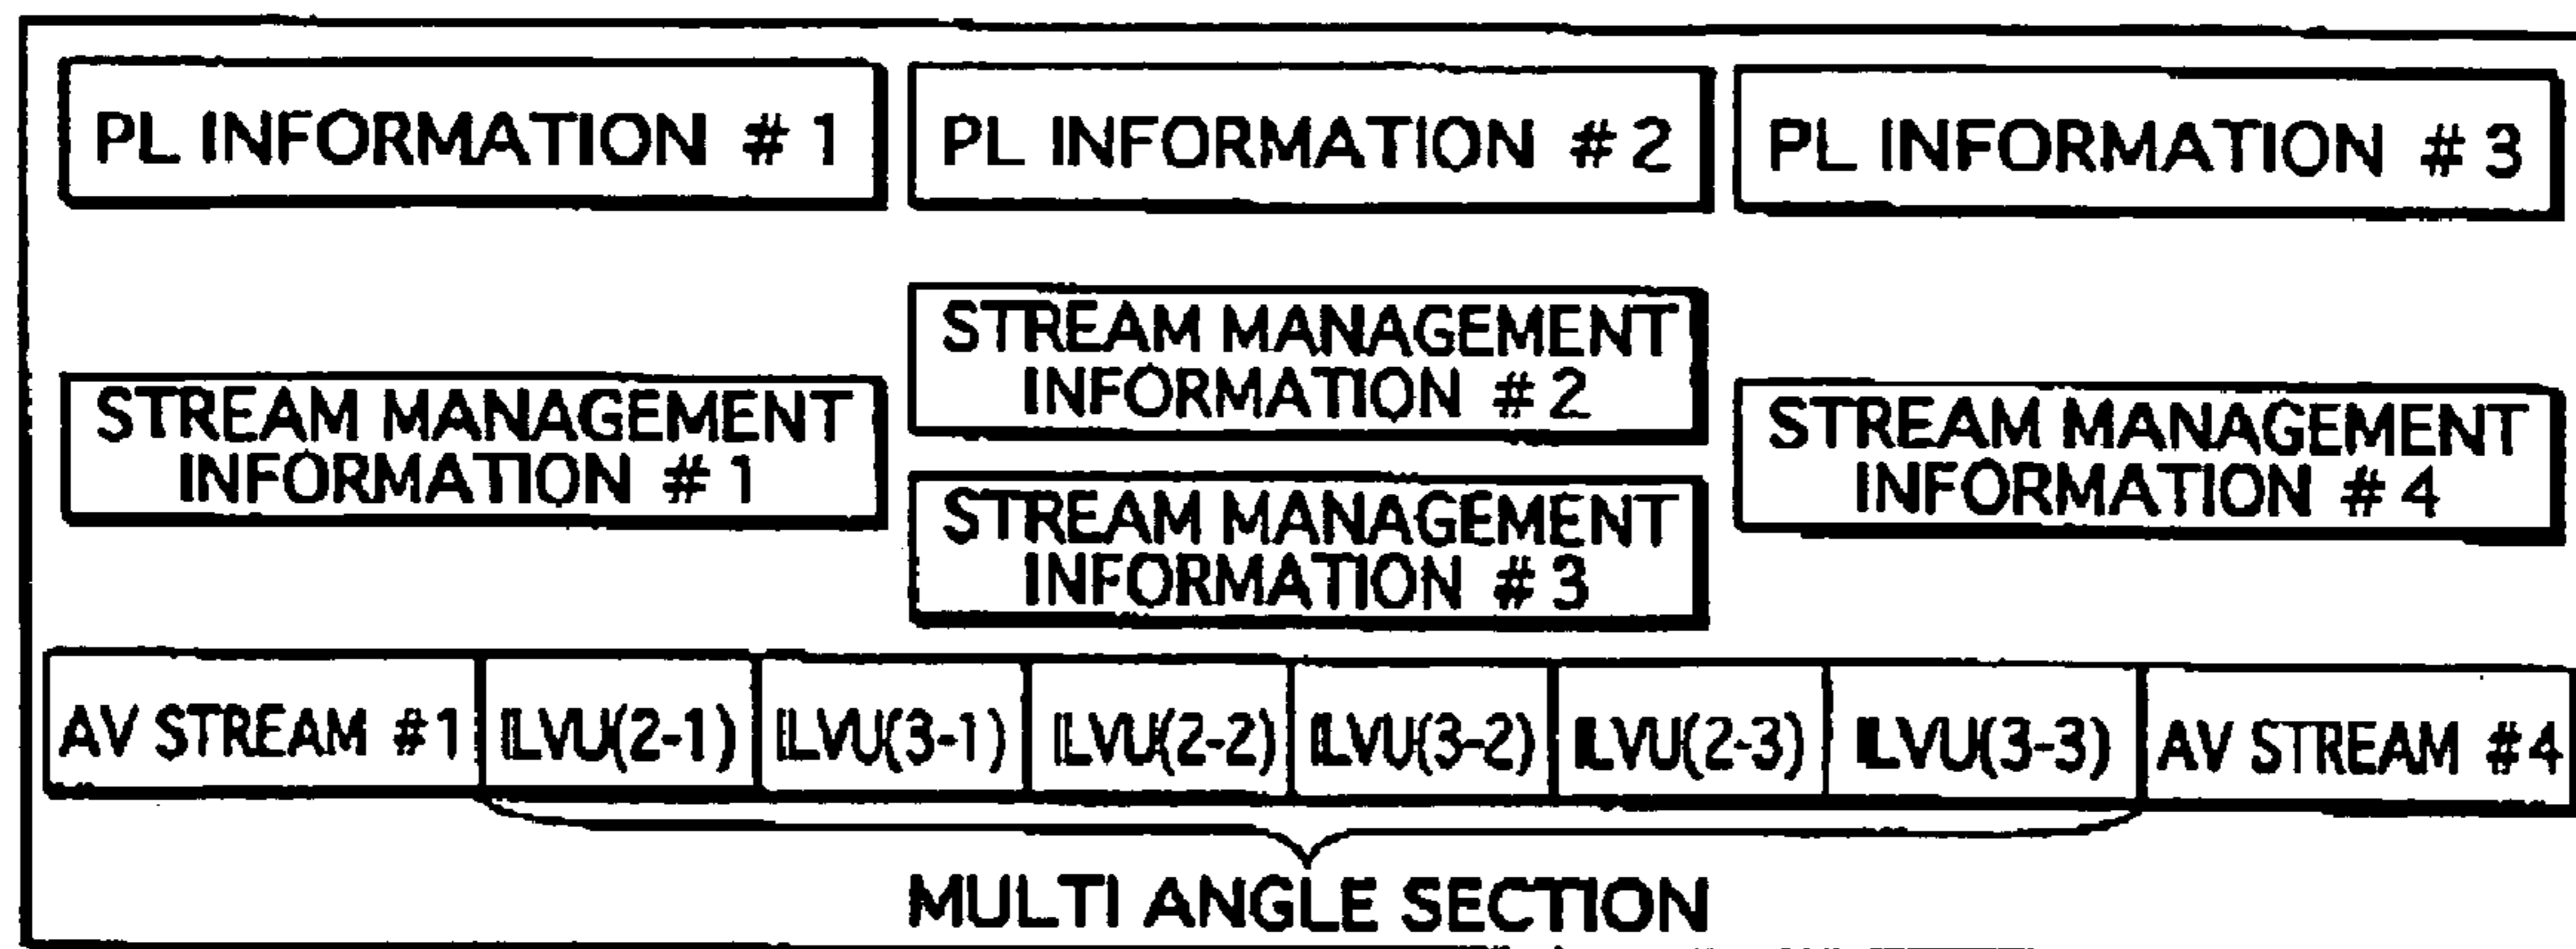 PL INFORMATION #1
PL INFORMATION #2
PL INFORMATION #3
STREAM MANAGEMENT
INFORMATION #1
STREAM MANAGEMENT
INFORMATION #2
STREAM MANAGEMENT
INFORMATION #3
STREAM MANAGEMENT
INFORMATION #4
AV STREAM #1
ILVU(2-1)
ILVU(3-1)
ILVU(2-2)
ILVU(3-2)
ILVU(2-3)
ILVU(3-3)
AV STREAM #4
MULTI ANGLE SECTION